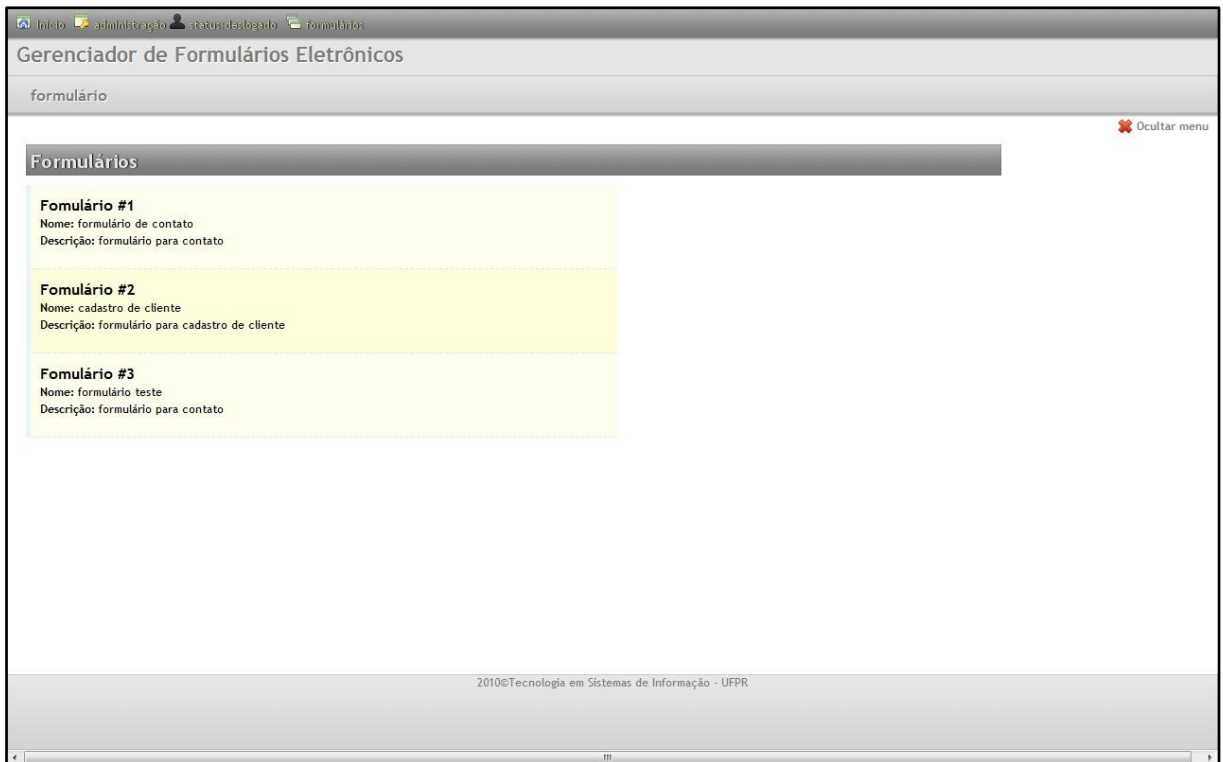 Início administração status:deslogado formulários
Gerenciador de Formulários Eletrônicos
formulário
Ocultar menu
Formulários
Fomulário #1
Nome: formulário de contato
Descrição: formulário para contato
Fomulário #2
Nome: cadastro de cliente
Descrição: formulário para cadastro de cliente
Fomulário #3
Nome: formulário teste
Descrição: formulário para contato
2010©Tecnologia em Sistemas de Informação - UFPR